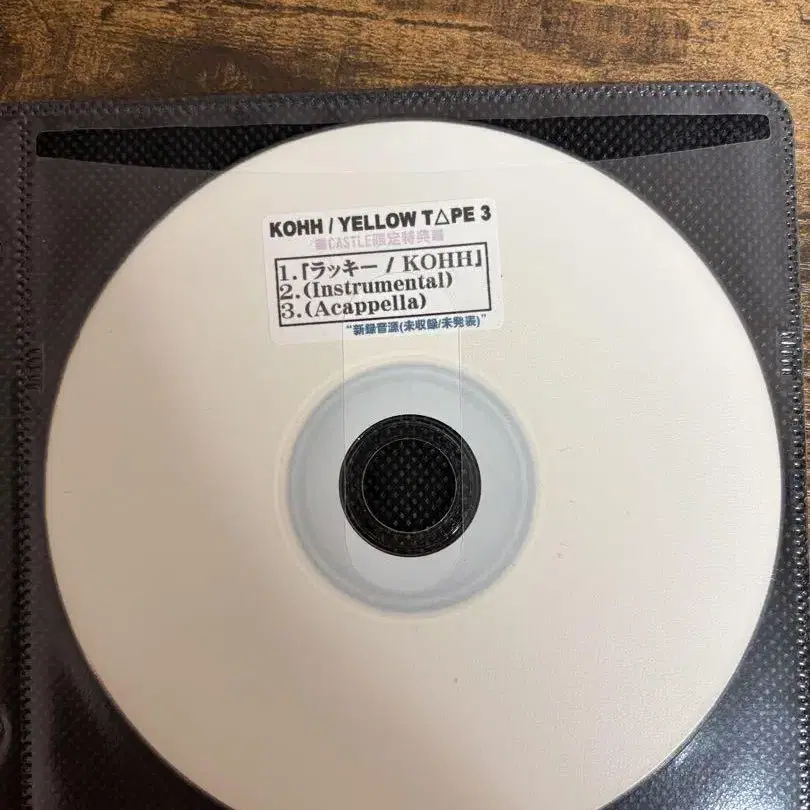 KOHH / YELLOW T△PE 3
■CASTLE限定特典■
1.「ラッキー / KOHH」
2.(Instrumental)
3.(Acappella)
“新録音源(未収録/未発表)”